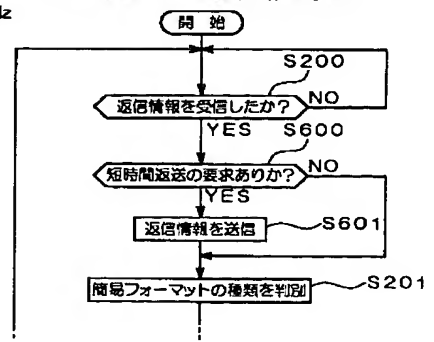 Hz
開始
S200
返信情報を受信したか？
NO
YES
S600
短時間返送の要求ありか？
NO
YES
返信情報を送信
S601
簡易フォーマットの種類を判別
S201